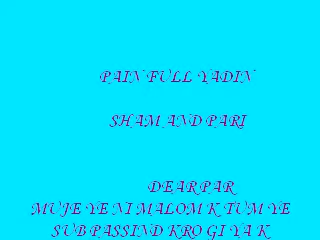 PAIN FULL YADIN
SHAM AND PARI
DEAR PAR
MUJE YE NI MALOM K TUM YE
SUB PASSIND KRO GI YA K